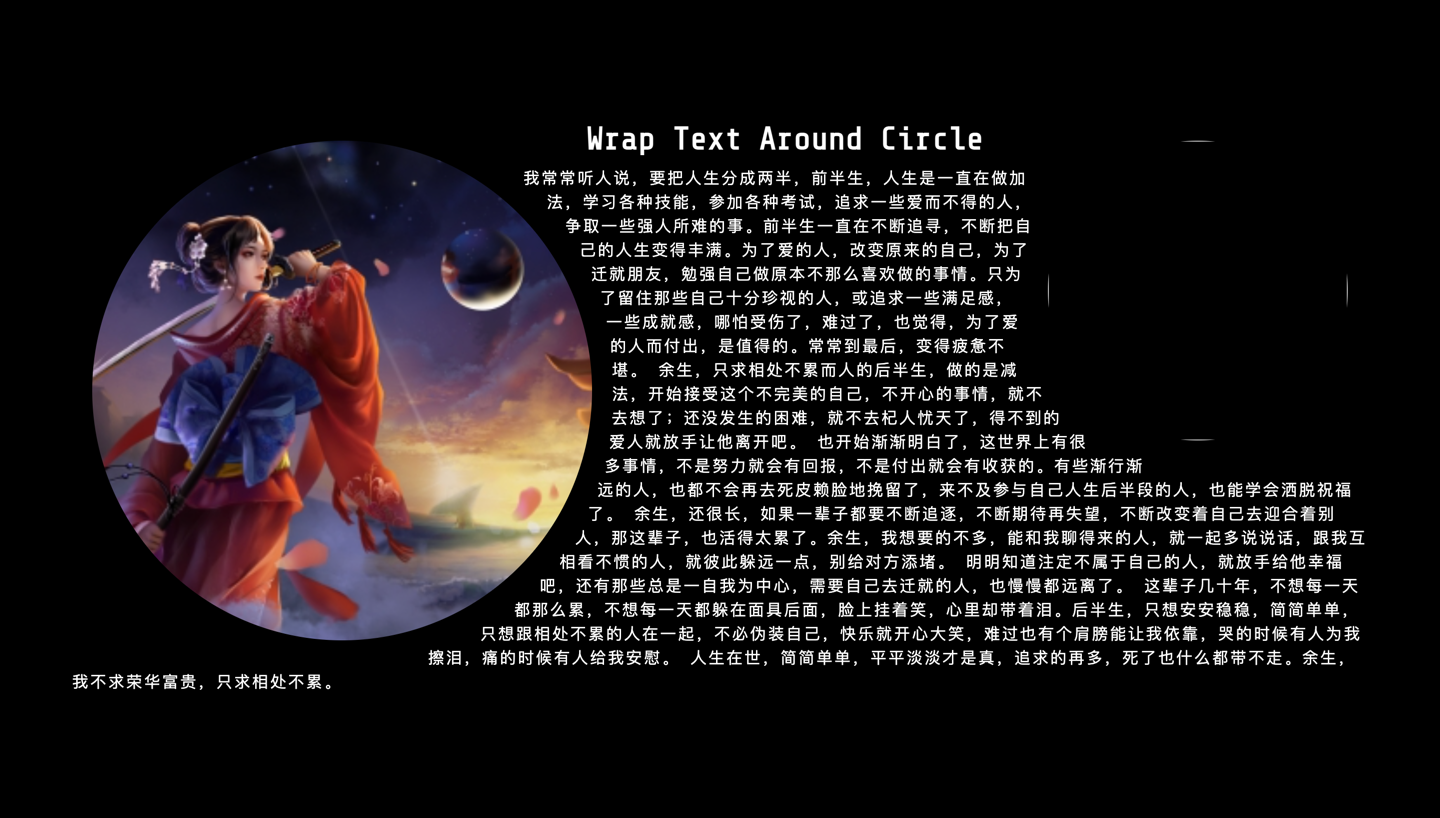 Wrap Text Around Circle
我常常听人说，要把人生分成两半，前半生，人生是一直在做加
法，学习各种技能，参加各种考试，追求一些爱而不得的人，
争取一些强人所难的事。前半生一直在不断追寻，不断把自
己的人生变得丰满。为了爱的人，改变原来的自己，为了
迁就朋友，勉强自己做原本不那么喜欢做的事情。只为
了留住那些自己十分珍视的人，或追求一些满足感，
一些成就感，哪怕受伤了，难过了，也觉得，为了爱
的人而付出，是值得的。常常到最后，变得疲惫不
堪。 余生，只求相处不累而人的后半生，做的是减
法，开始接受这个不完美的自己，不开心的事情，就不
去想了；还没发生的困难，就不去杞人忧天了，得不到的
爱人就放手让他离开吧。 也开始渐渐明白了，这世界上有很
多事情，不是努力就会有回报，不是付出就会有收获的。有些渐行渐
远的人，也都不会再去死皮赖脸地挽留了，来不及参与自己人生后半段的人，也能学会洒脱祝福
了。 余生，还很长，如果一辈子都要不断追逐，不断期待再失望，不断改变着自己去迎合着别
人，那这辈子，也活得太累了。余生，我想要的不多，能和我聊得来的人，就一起多说说话，跟我互
相看不惯的人，就彼此躲远一点，别给对方添堵。 明明知道注定不属于自己的人，就放手给他幸福
吧，还有那些总是一自我为中心，需要自己去迁就的人，也慢慢都远离了。 这辈子几十年，不想每一天
都那么累，不想每一天都躲在面具后面，脸上挂着笑，心里却带着泪。后半生，只想安安稳稳，简简单单，
只想跟相处不累的人在一起，不必伪装自己，快乐就开心大笑，难过也有个肩膀能让我依靠，哭的时候有人为我
擦泪，痛的时候有人给我安慰。 人生在世，简简单单，平平淡淡才是真，追求的再多，死了也什么都带不走。余生，
我不求荣华富贵，只求相处不累。